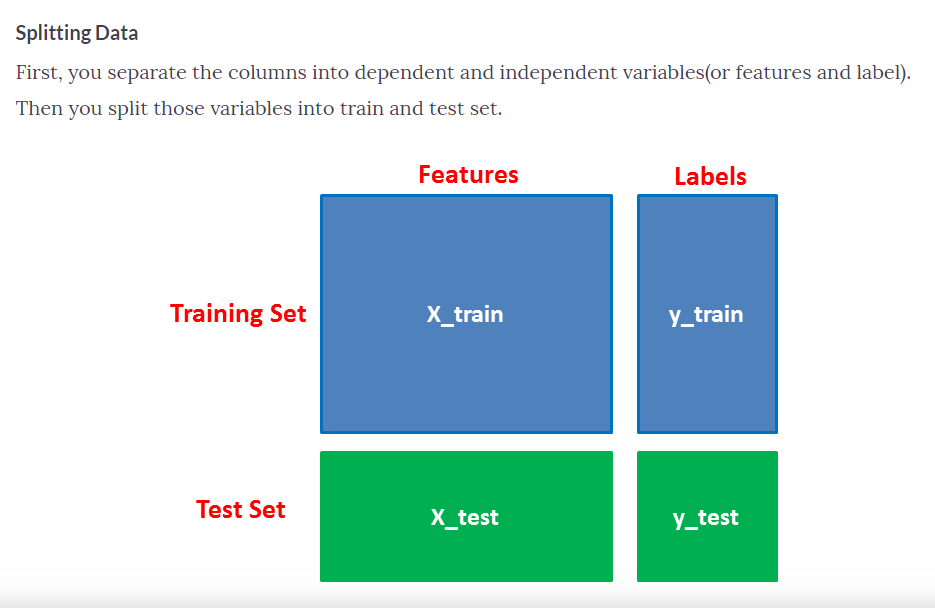 Splitting Data
First, you separate the columns into dependent and independent variables(or features and label).
Then you split those variables into train and test set.
Features
Labels
Training Set
X_train
y_train
Test Set
X_test
y_test